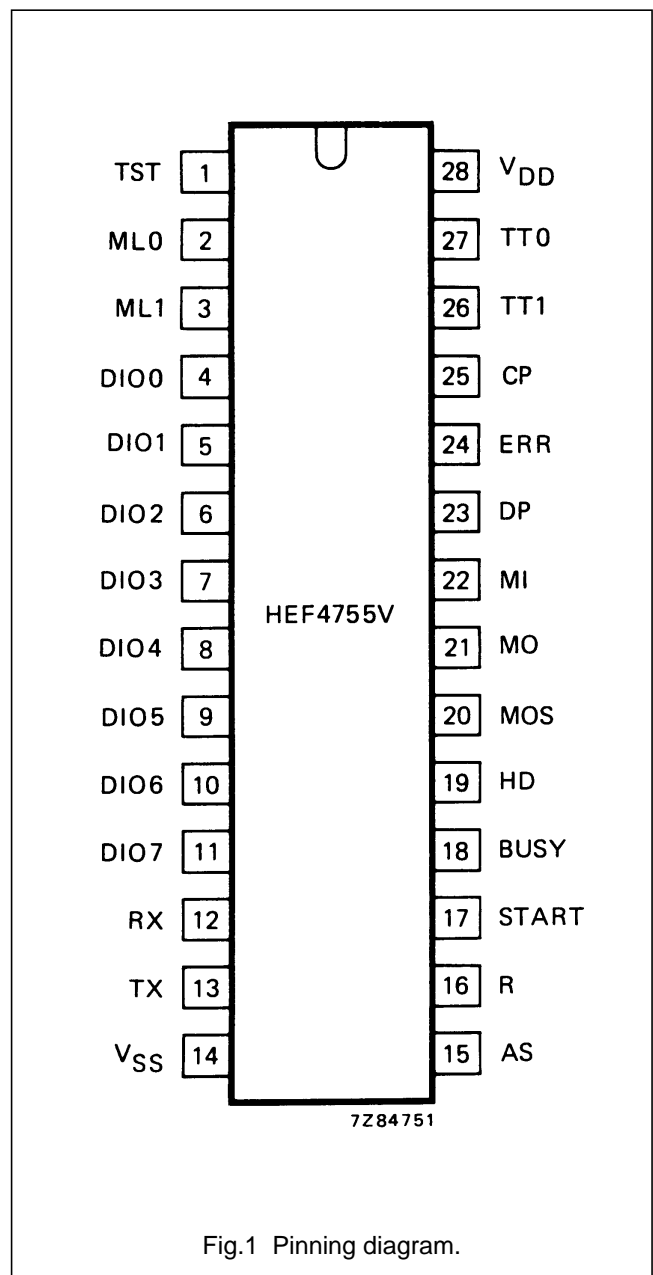 TST 1 28 VDD
ML0 2 27 TT0
ML1 3 26 TT1
DIO0 4 25 CP
DIO1 5 24 ERR
DIO2 6 23 DP
DIO3 7 22 MI
HEF4755V
DIO4 8 21 MO
DIO5 9 20 MOS
DIO6 10 19 HD
DIO7 11 18 BUSY
RX 12 17 START
TX 13 16 R
VSS 14 15 AS
7Z84751
Fig.1 Pinning diagram.